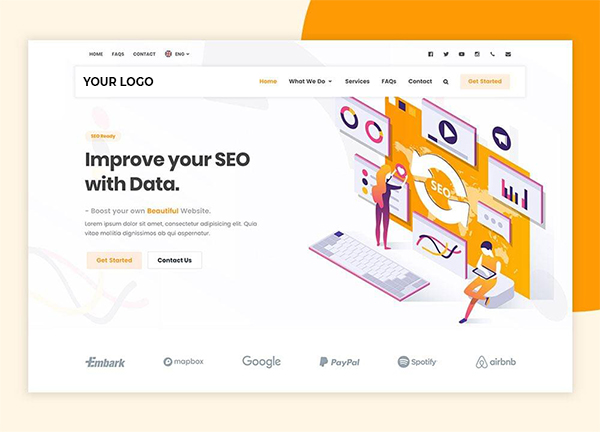 HOME FAQS CONTACT ENG
YOUR LOGO
Home What We Do Services FAQs Contact Get Started
SEO Ready
Improve your SEO
with Data.
- Boost your own Beautiful Website.
Lorem ipsum dolor sit amet, consectetur adipisicing elit. Quasi
vitae mollitia dignissimos ab qui aspernatur.
Get Started Contact Us
SEO
Embark mapbox Google PayPal Spotify airbnb